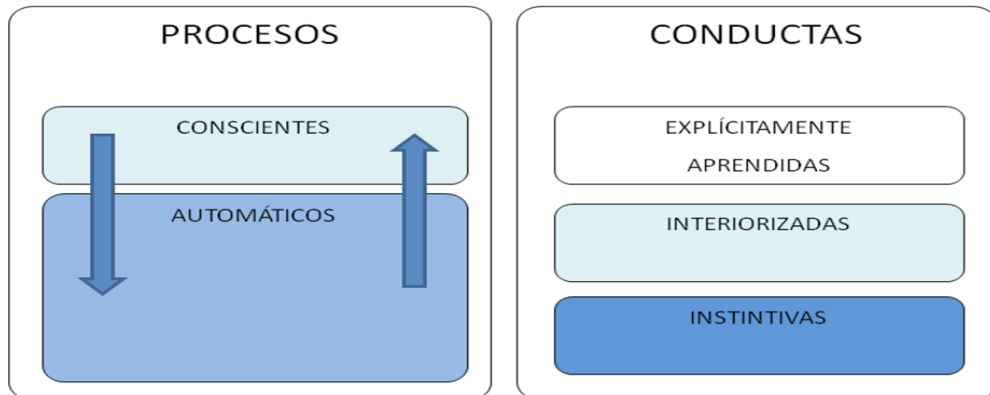 PROCESOS
CONSCIENTES
AUTOMÁTICOS
CONDUCTAS
EXPLÍCITAMENTE
APRENDIDAS
INTERIORIZADAS
INSTINTIVAS